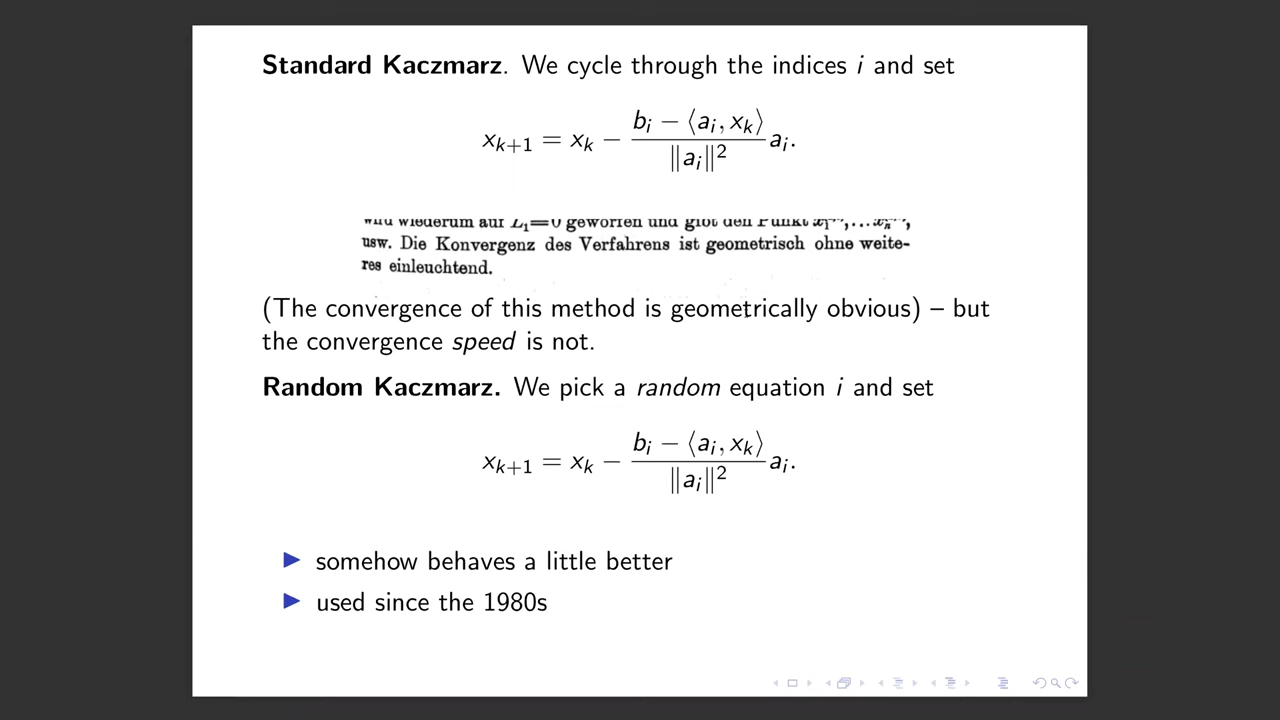 Standard Kaczmarz. We cycle through the indices i and set
x_{k+1} = x_k − \frac{b_i − ⟨a_i, x_k⟩}{‖a_i‖^2} a_i.
wird wiederum auf L_1=0 geworfen und gibt den Punkt
usw. Die Konvergenz des Verfahrens ist geometrisch ohne weite-
res einleuchtend.
(The convergence of this method is geometrically obvious) – but
the convergence speed is not.
Random Kaczmarz. We pick a random equation i and set
x_{k+1} = x_k − \frac{b_i − ⟨a_i, x_k⟩}{‖a_i‖^2} a_i.
▶ somehow behaves a little better
▶ used since the 1980s